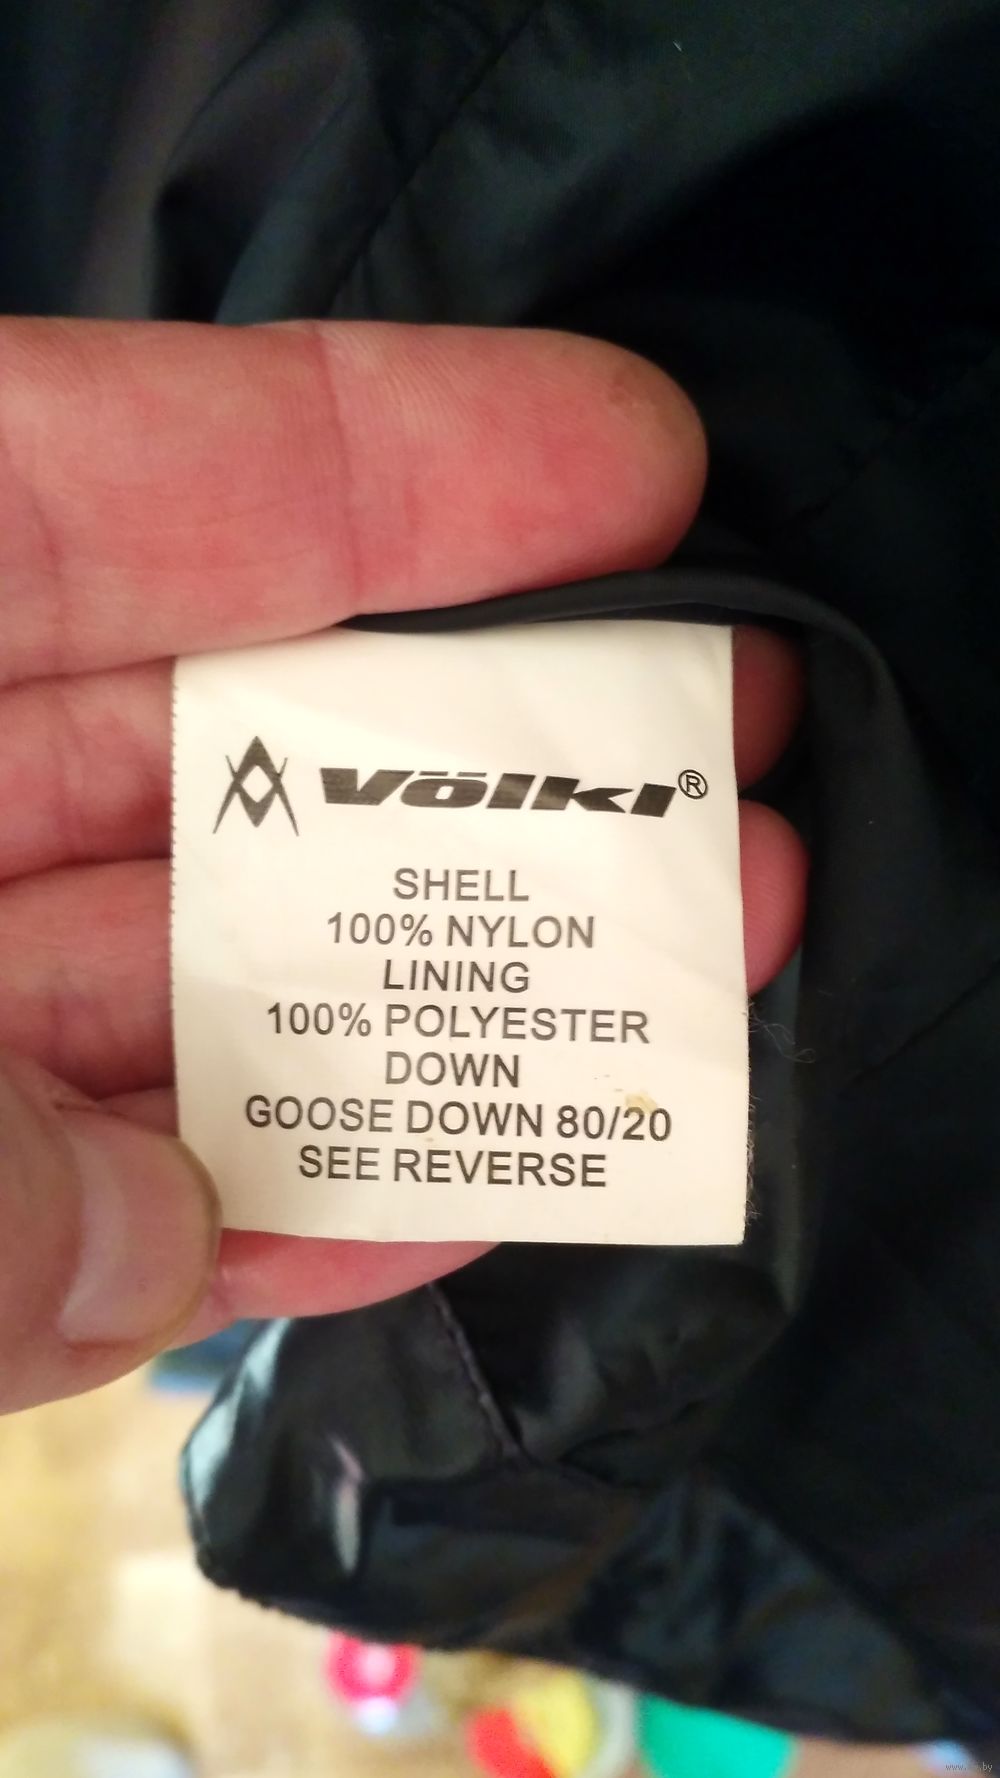 Völkl®
SHELL
100% NYLON
LINING
100% POLYESTER
DOWN
GOOSE DOWN 80/20
SEE REVERSE